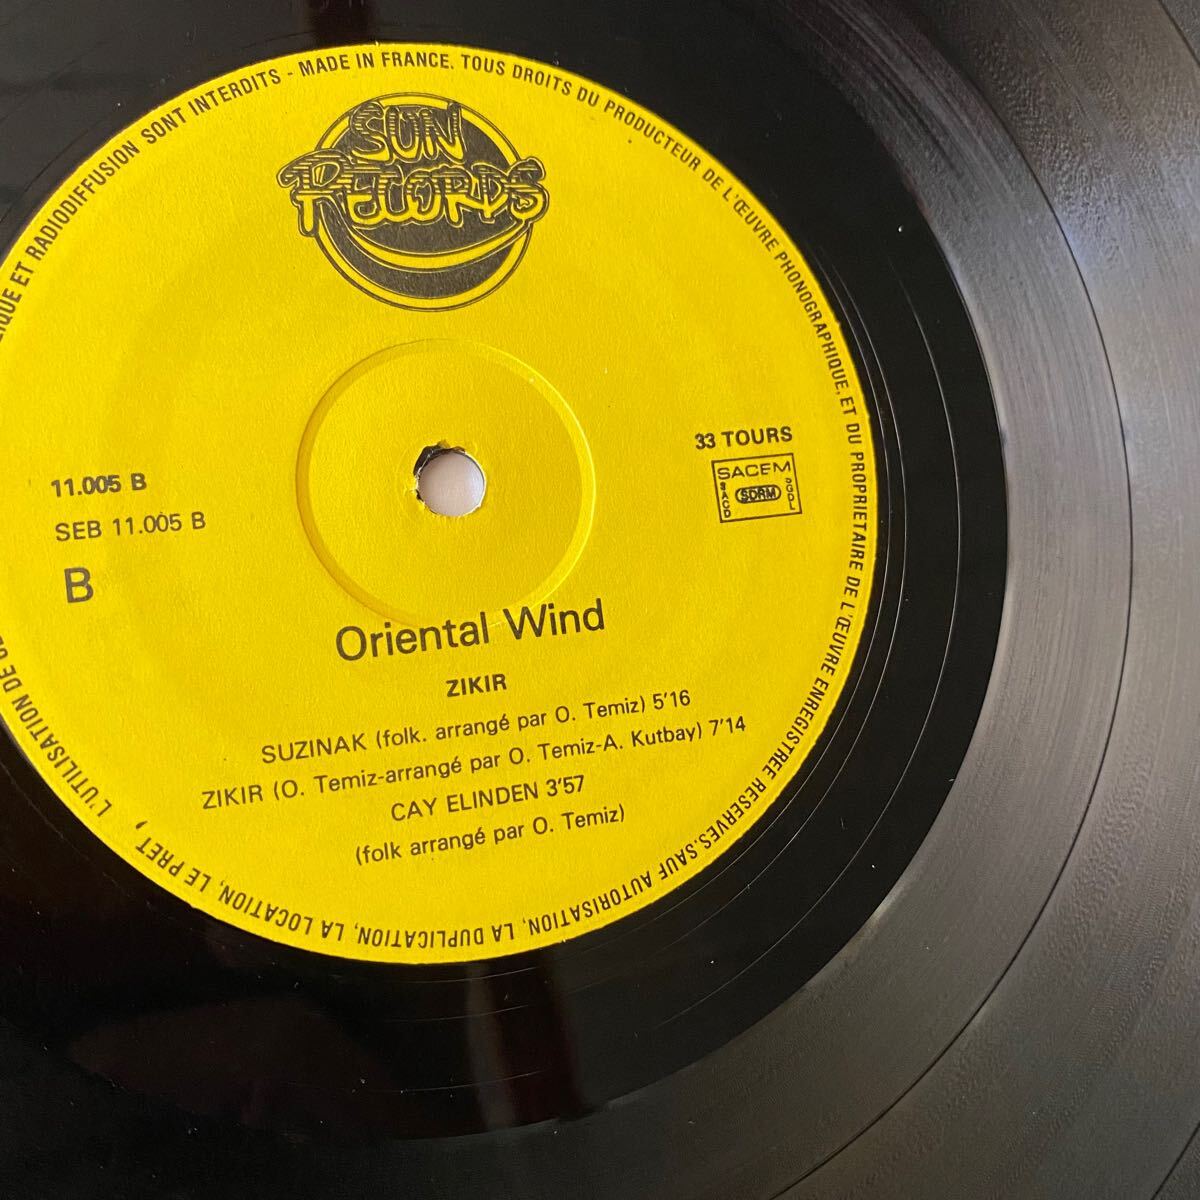 SUN
RECORDS
ET RADIODIFFUSION SONT INTERDITS - MADE IN FRANCE. TOUS DROITS DU PRODUCTEUR DE L'ŒUVRE PHONOGRAPHIQUE, ET DU PROPRIETAIRE DE L'ŒUVRE ENREGISTREE RESERVES. SAUF AUTORISATION, LA DUPLICATION, LA LOCATION, LE PRET, L'UTILISATION DE
33 TOURS
SACEM
SACD
SDRM
SGDL
11.005 B
SEB 11.005 B
B
Oriental Wind
ZIKIR
SUZINAK (folk. arrangé par O. Temiz) 5'16
ZIKIR (O. Temiz-arrangé par O. Temiz-A. Kutbay) 7'14
CAY ELINDEN 3'57
(folk arrangé par O. Temiz)